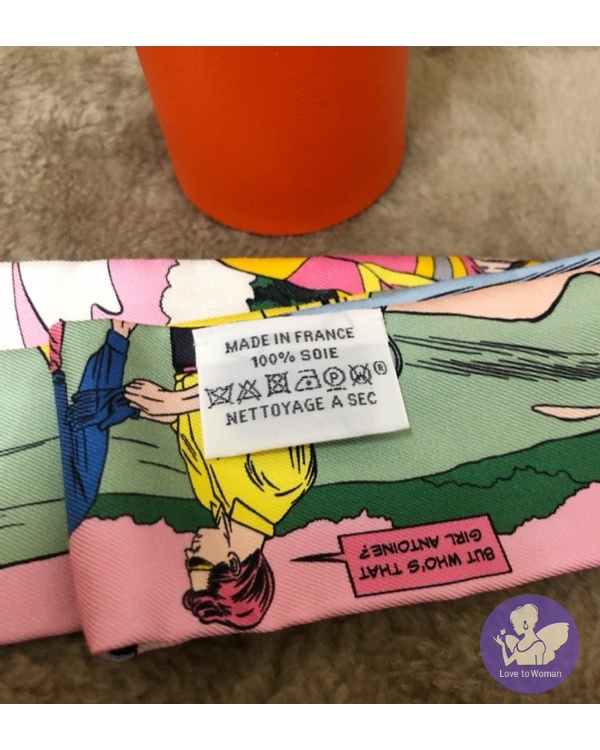 MADE IN FRANCE
100% SOIE
®
NETTOYAGE A SEC
BUT WHO'S THAT
GIRL ANTOINE?
Love to Woman